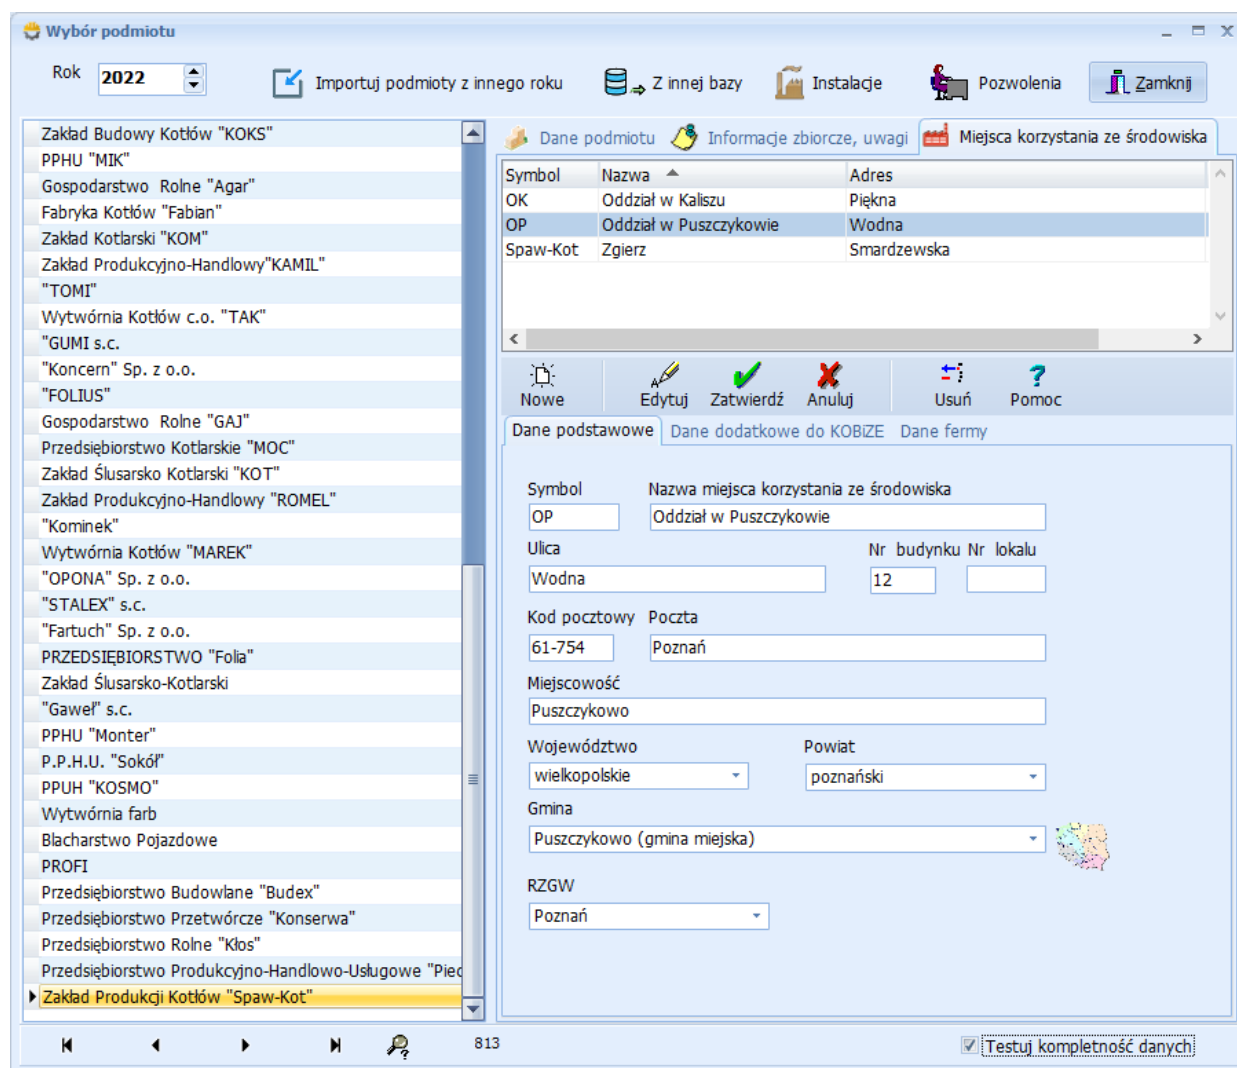 Wybór podmiotu
Rok 2022 Importuj podmioty z innego roku Z innej bazy Instalacje Pozwolenia Zamknij
Zakład Budowy Kotłów "KOKS"
PPHU "MIK"
Gospodarstwo Rolne "Agar"
Fabryka Kotłów "Fabian"
Zakład Kotlarski "KOM"
Zakład Produkcyjno-Handlowy"KAMIL"
"TOMI"
Wytwórnia Kotłów c.o. "TAK"
"GUMI s.c.
"Koncern" Sp. z o.o.
"FOLIUS"
Gospodarstwo Rolne "GAJ"
Przedsiębiorstwo Kotlarskie "MOC"
Zakład Ślusarsko Kotlarski "KOT"
Zakład Produkcyjno-Handlowy "ROMEL"
"Kominek"
Wytwórnia Kotłów "MAREK"
"OPONA" Sp. z o.o.
"STALEX" s.c.
"Fartuch" Sp. z o.o.
PRZEDSIĘBIORSTWO "Folia"
Zakład Ślusarsko-Kotlarski
"Gaweł" s.c.
PPHU "Monter"
P.P.H.U. "Sokół"
PPUH "KOSMO"
Wytwórnia farb
Blacharstwo Pojazdowe
PROFI
Przedsiębiorstwo Budowlane "Budex"
Przedsiębiorstwo Przetwórcze "Konserwa"
Przedsiębiorstwo Rolne "Kłos"
Przedsiębiorstwo Produkcyjno-Handlowo-Usługowe "Piec
Zakład Produkcji Kotłów "Spaw-Kot"
Dane podmiotu Informacje zbiorcze, uwagi Miejsca korzystania ze środowiska
Symbol Nazwa Adres
OK Oddział w Kaliszu Piękna
OP Oddział w Puszczykowie Wodna
Spaw-Kot Zgierz Smardzewska
Nowe Edytuj Zatwierdź Anuluj Usuń Pomoc
Dane podstawowe Dane dodatkowe do KOBiZE Dane fermy
Symbol Nazwa miejsca korzystania ze środowiska
OP Oddział w Puszczykowie
Ulica Nr budynku Nr lokalu
Wodna 12
Kod pocztowy Poczta
61-754 Poznań
Miejscowość
Puszczykowo
Województwo Powiat
wielkopolskie poznański
Gmina
Puszczykowo (gmina miejska)
RZGW
Poznań
813 Testuj kompletność danych